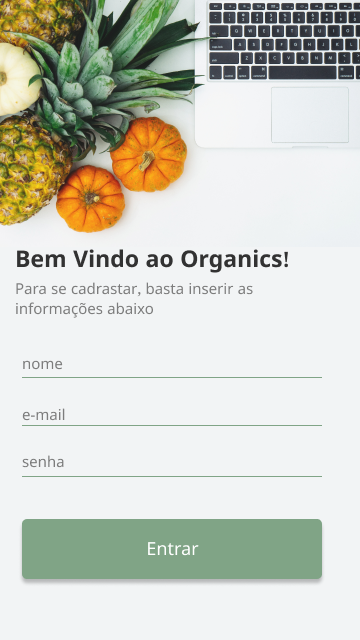 Bem Vindo ao Organics!
Para se cadrastar, basta inserir as
informações abaixo
nome
e-mail
senha
Entrar